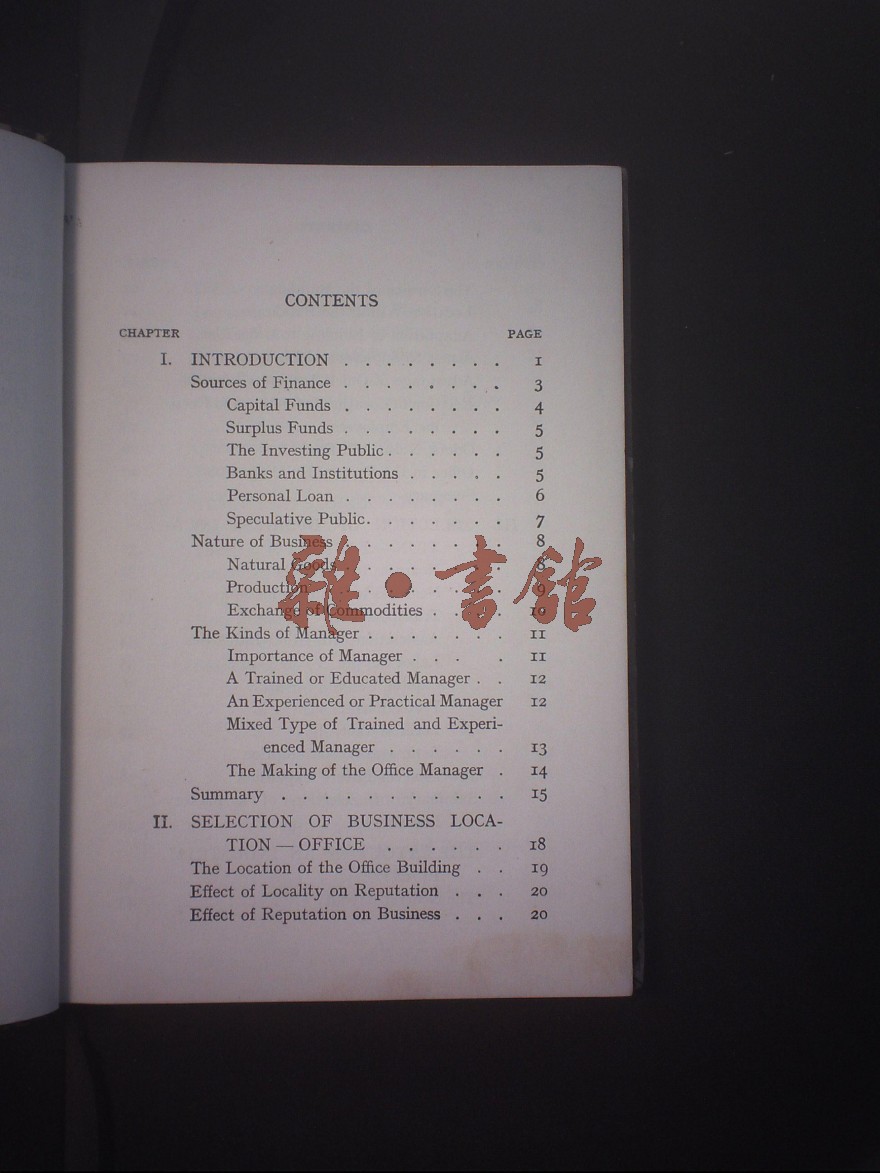 CONTENTS
CHAPTER PAGE
I. INTRODUCTION . . . . . . . . 1
Sources of Finance . . . . . . . . 3
Capital Funds . . . . . . . . 4
Surplus Funds . . . . . . . . 5
The Investing Public . . . . . . 5
Banks and Institutions . . . . . 5
Personal Loan . . . . . . . . 6
Speculative Public . . . . . . . 7
Nature of Business . . . . . . . . 8
Natural Goods . . . . . . . . 8
Production . . . . . . . . . 9
Exchange of Commodities . . . . 10
The Kinds of Manager . . . . . . . 11
Importance of Manager . . . . 11
A Trained or Educated Manager . . 12
An Experienced or Practical Manager 12
Mixed Type of Trained and Experi-
enced Manager . . . . . . 13
The Making of the Office Manager . 14
Summary . . . . . . . . . . . 15
II. SELECTION OF BUSINESS LOCA-
TION — OFFICE . . . . . . 18
The Location of the Office Building . . 19
Effect of Locality on Reputation . . . 20
Effect of Reputation on Business . . . 20
雜·書館